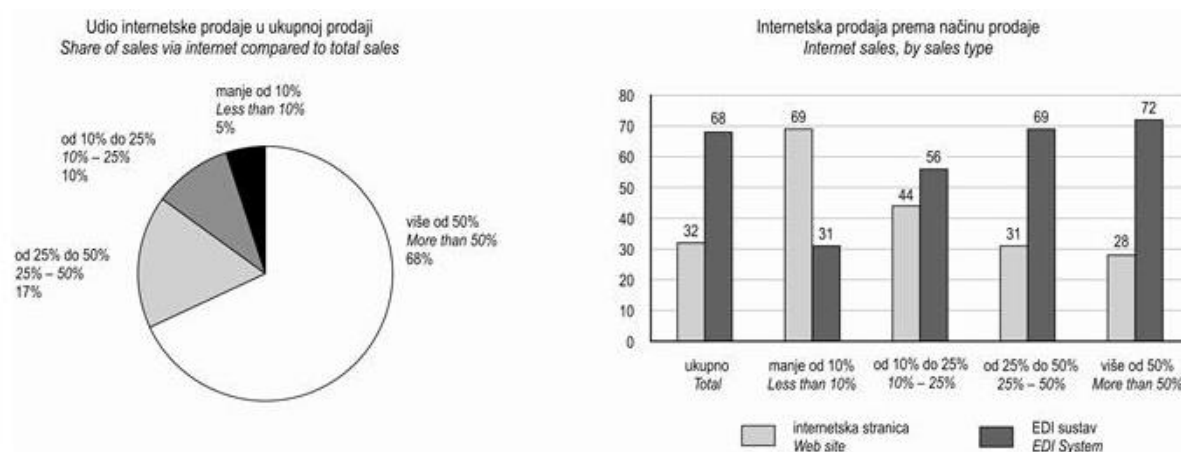 Udio internetske prodaje u ukupnoj prodaji
Share of sales via internet compared to total sales
manje od 10%
Less than 10%
5%
od 10% do 25%
10% – 25%
10%
od 25% do 50%
25% – 50%
17%
više od 50%
More than 50%
68%
Internetska prodaja prema načinu prodaje
Internet sales, by sales type
80
70
60
50
40
30
20
10
0
32
68
69
31
44
56
31
69
28
72
ukupno
Total
manje od 10%
Less than 10%
od 10% do 25%
10% – 25%
od 25% do 50%
25% – 50%
više od 50%
More than 50%
internetska stranica
Web site
EDI sustav
EDI System